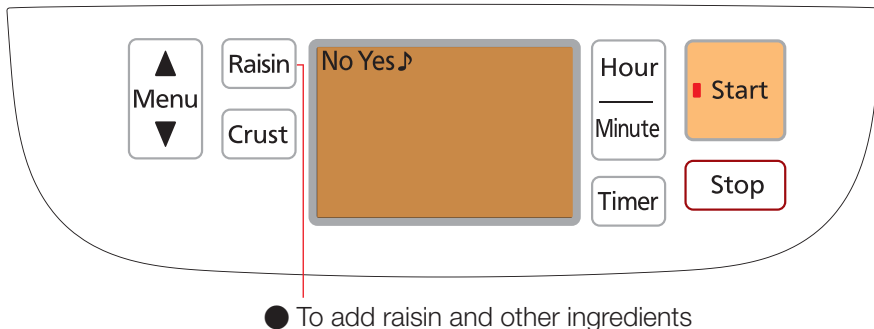 ▲
Menu
▼
Raisin
Crust
No Yes♪
Hour
Minute
Timer
Start
Stop
● To add raisin and other ingredients